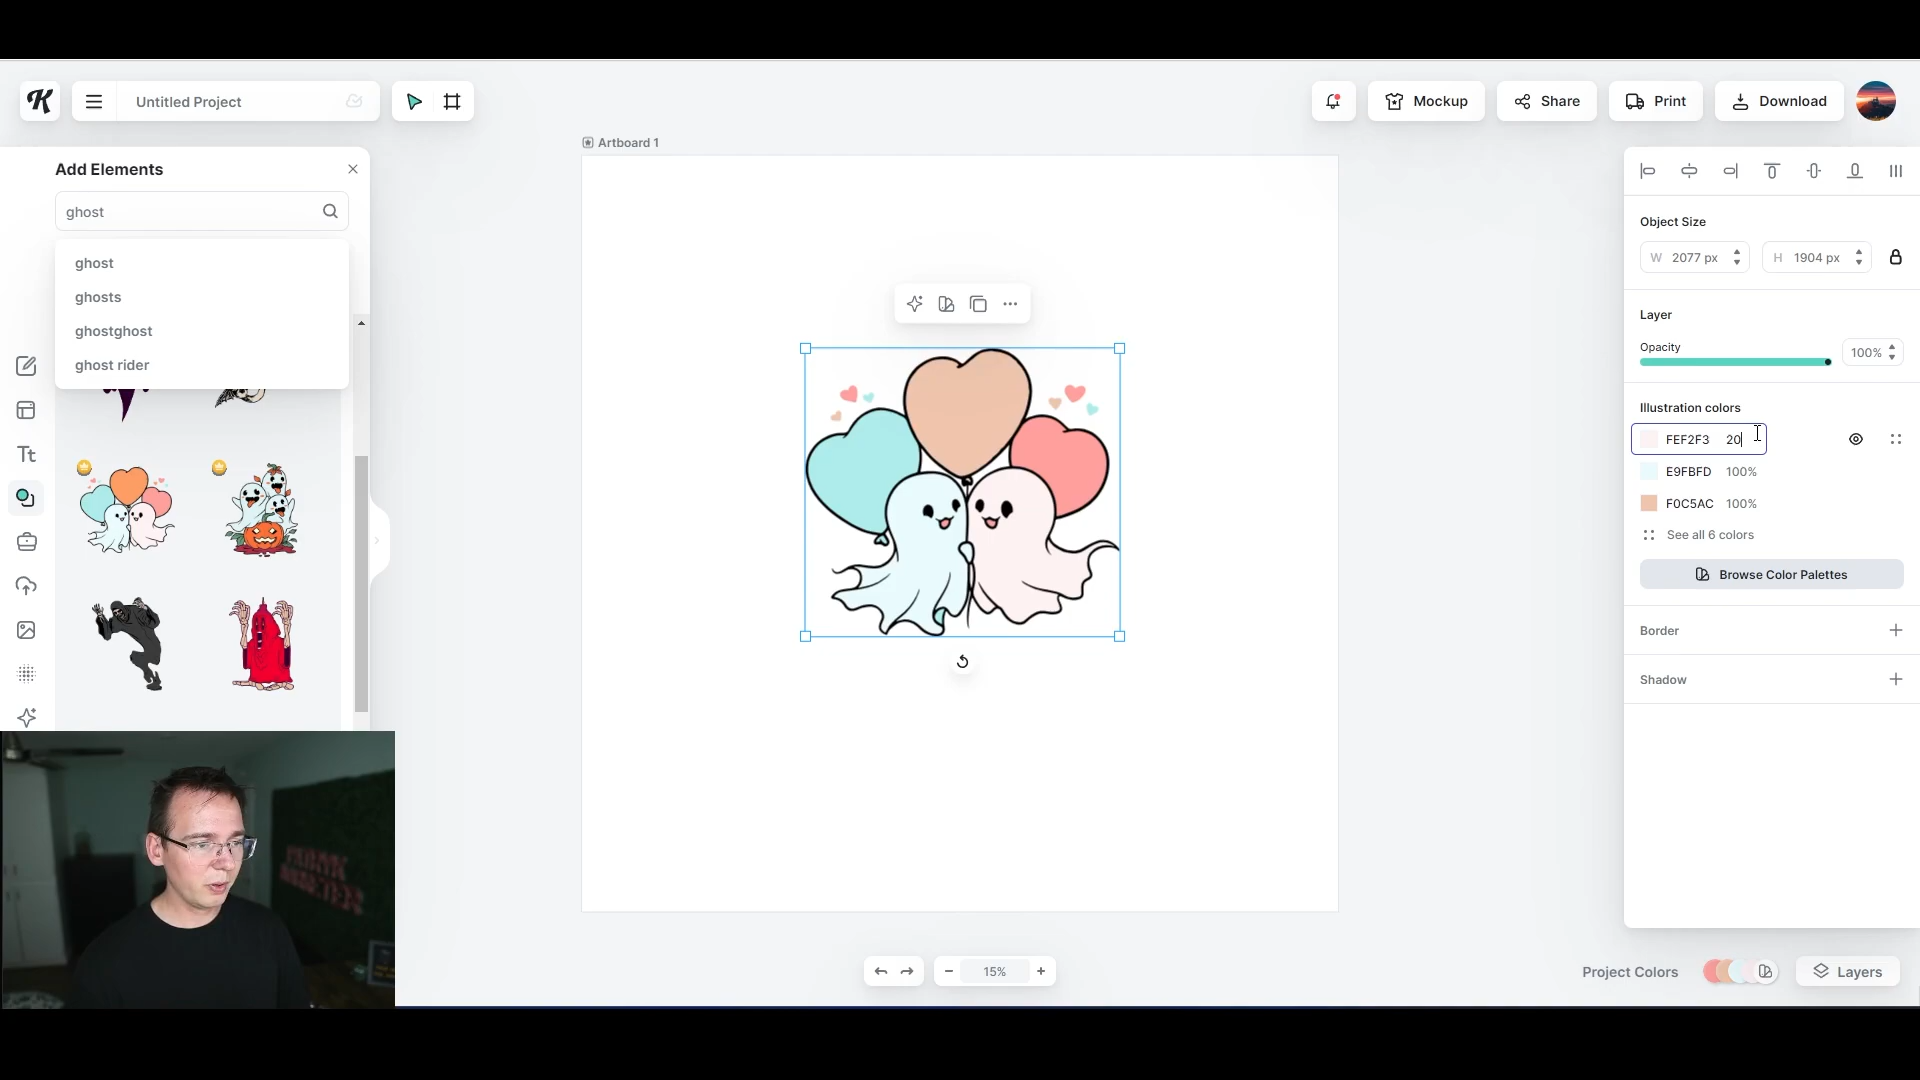 K
Untitled Project
Mockup
Share
Print
Download
Artboard 1
Add Elements
ghost
ghost
ghosts
ghostghost
ghost rider
Tt
Object Size
W 2077 px
H 1904 px
Layer
Opacity
100%
Illustration colors
FEF2F3 20
E9FBFD 100%
F0C5AC 100%
See all 6 colors
Browse Color Palettes
Border
Shadow
15%
Project Colors
Layers